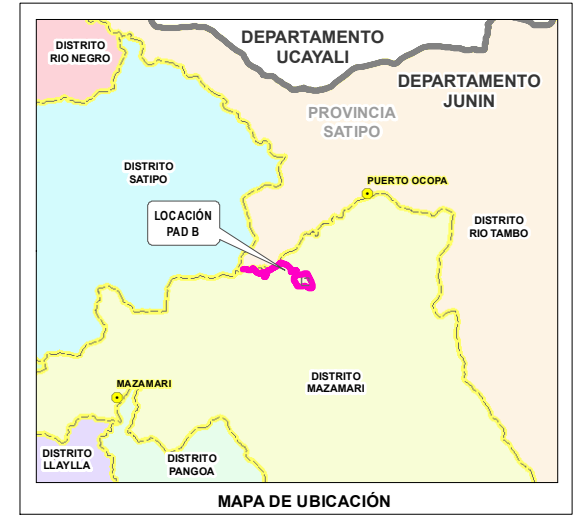 DEPARTAMENTO
UCAYALI
DISTRITO
RIO NEGRO
DEPARTAMENTO
JUNIN
PROVINCIA
SATIPO
DISTRITO
SATIPO
PUERTO OCOPA
LOCACIÓN
PAD B
DISTRITO
RIO TAMBO
DISTRITO
MAZAMARI
MAZAMARI
DISTRITO
LLAYLLA
DISTRITO
PANGOA
MAPA DE UBICACIÓN